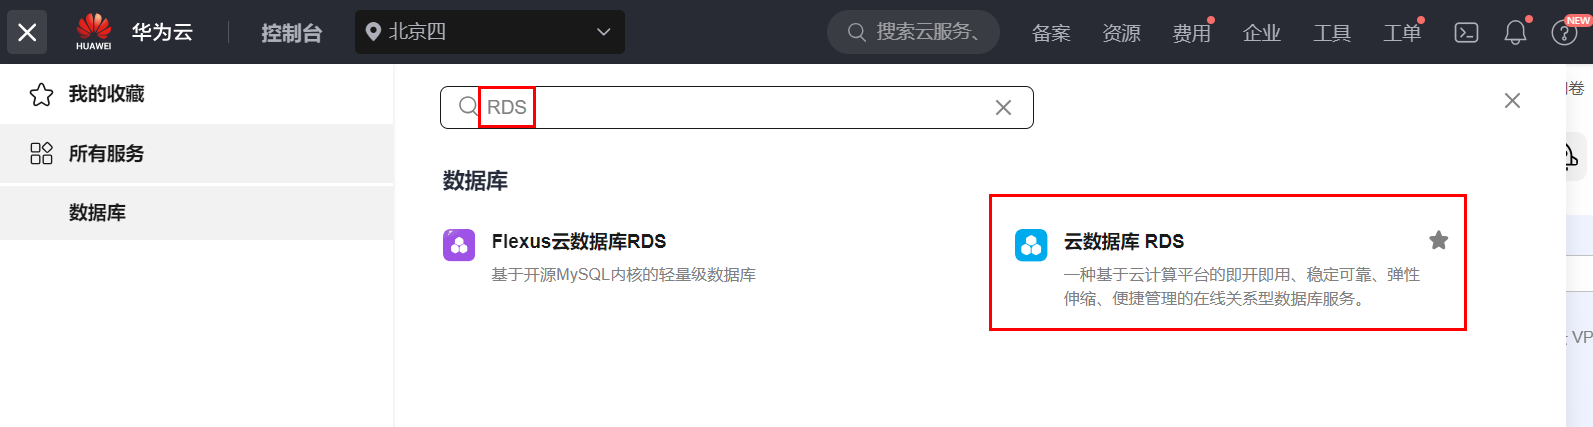 HUAWEI
华为云
控制台
北京四
搜索云服务、
备案
资源
费用
企业
工具
工单
NEW
我的收藏
所有服务
数据库
RDS
数据库
Flexus云数据库RDS
基于开源MySQL内核的轻量级数据库
云数据库 RDS
一种基于云计算平台的即开即用、稳定可靠、弹性
伸缩、便捷管理的在线关系型数据库服务。
卷
VP